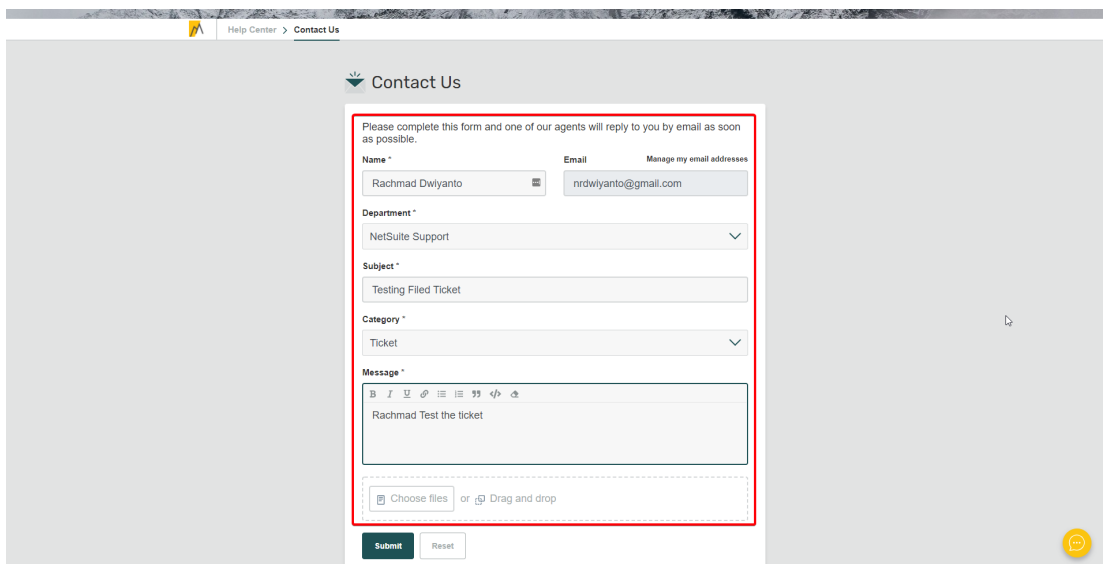 Help Center > Contact Us
Contact Us
Please complete this form and one of our agents will reply to you by email as soon
as possible.
Name *
Email
Manage my email addresses
Rachmad Dwiyanto
nrdwiyanto@gmail.com
Department *
NetSuite Support
Subject *
Testing Filed Ticket
Category *
Ticket
Message *
B I U
Rachmad Test the ticket
Choose files or Drag and drop
Submit Reset